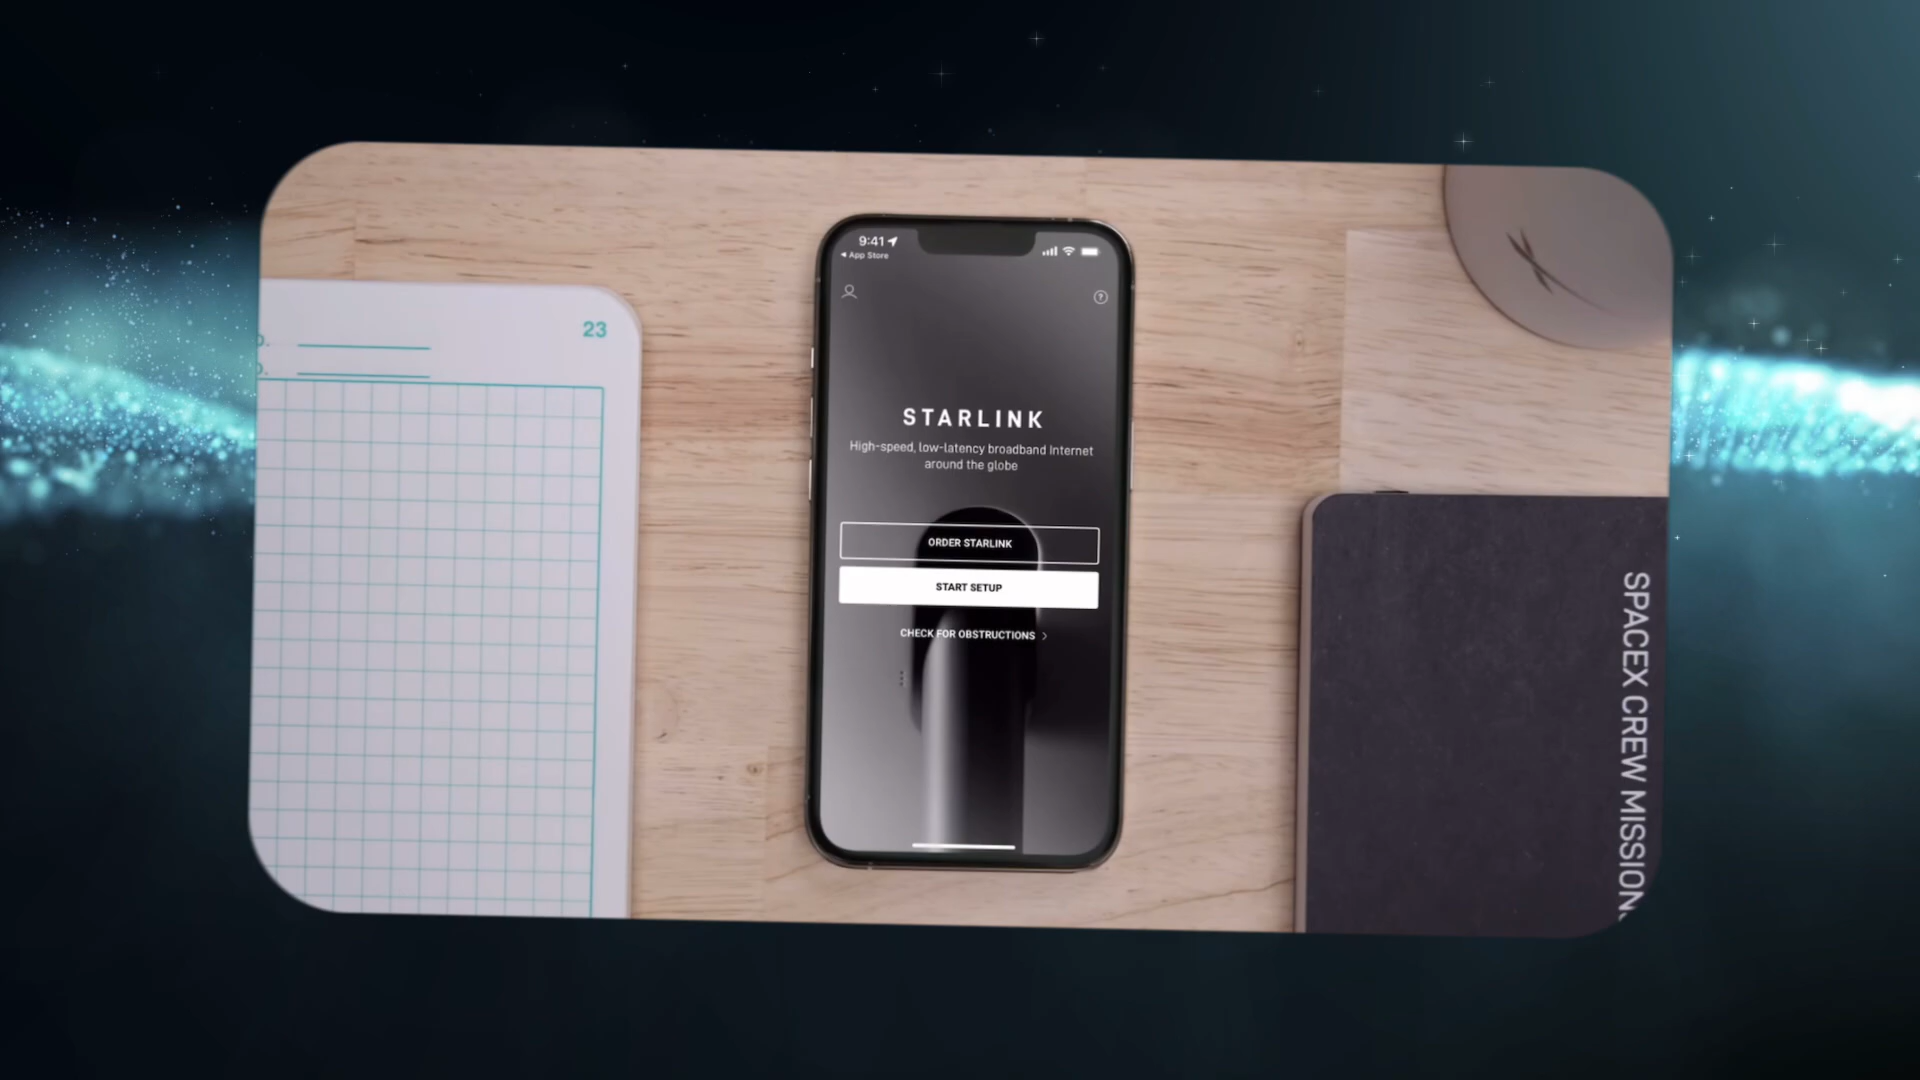 23
9:41
App Store
STARLINK
High-speed, low-latency broadband Internet
around the globe
ORDER STARLINK
START SETUP
CHECK FOR OBSTRUCTIONS
SPACEX CREW MISSION